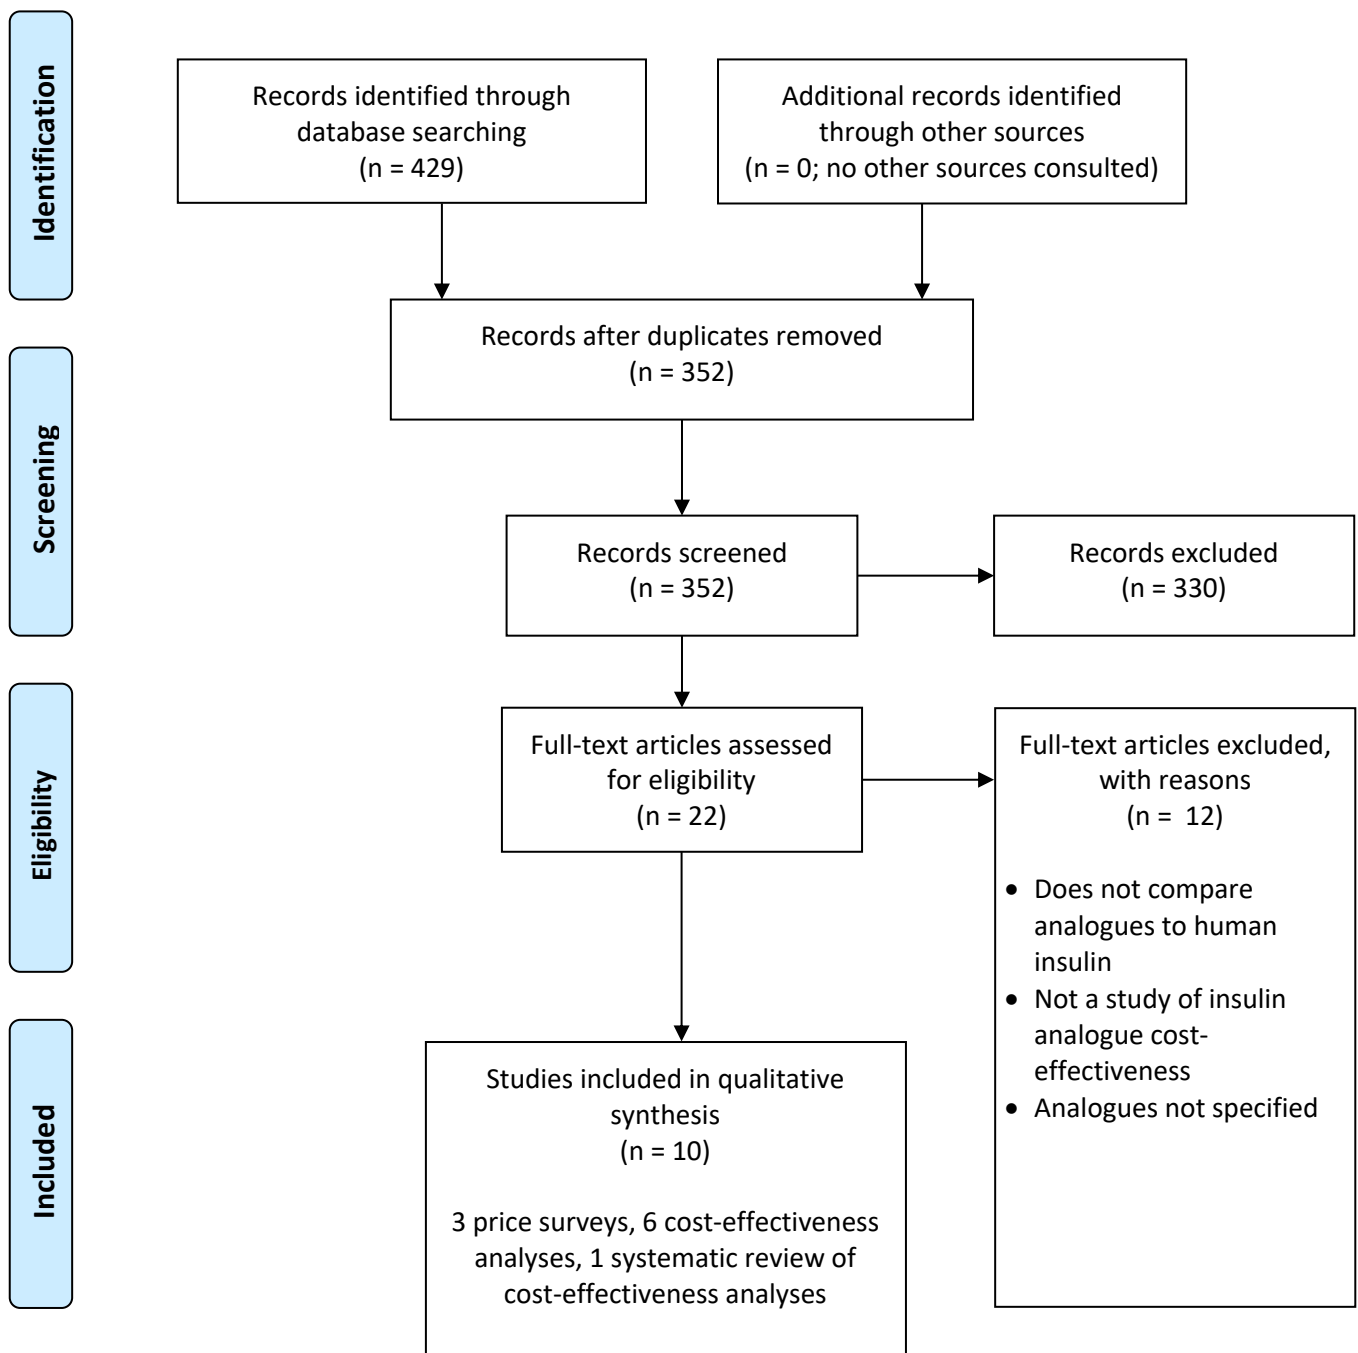 Identification
Records identified through
database searching
(n = 429)
Additional records identified
through other sources
(n = 0; no other sources consulted)
Records after duplicates removed
(n = 352)
Screening
Records screened
(n = 352)
Records excluded
(n = 330)
Eligibility
Full-text articles assessed
for eligibility
(n = 22)
Full-text articles excluded,
with reasons
(n =  12)
• Does not compare
analogues to human
insulin
• Not a study of insulin
analogue cost-
effectiveness
• Analogues not specified
Included
Studies included in qualitative
synthesis
(n = 10)
3 price surveys, 6 cost-effectiveness
analyses, 1 systematic review of
cost-effectiveness analyses